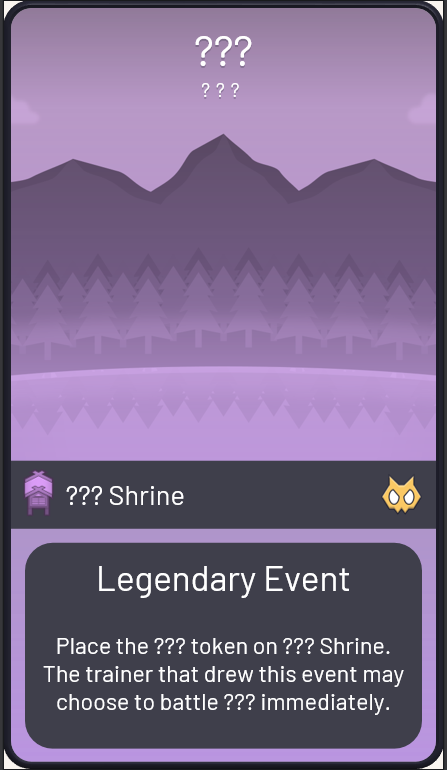 ???
? ? ?
??? Shrine
Legendary Event
Place the ??? token on ??? Shrine.
The trainer that drew this event may
choose to battle ??? immediately.